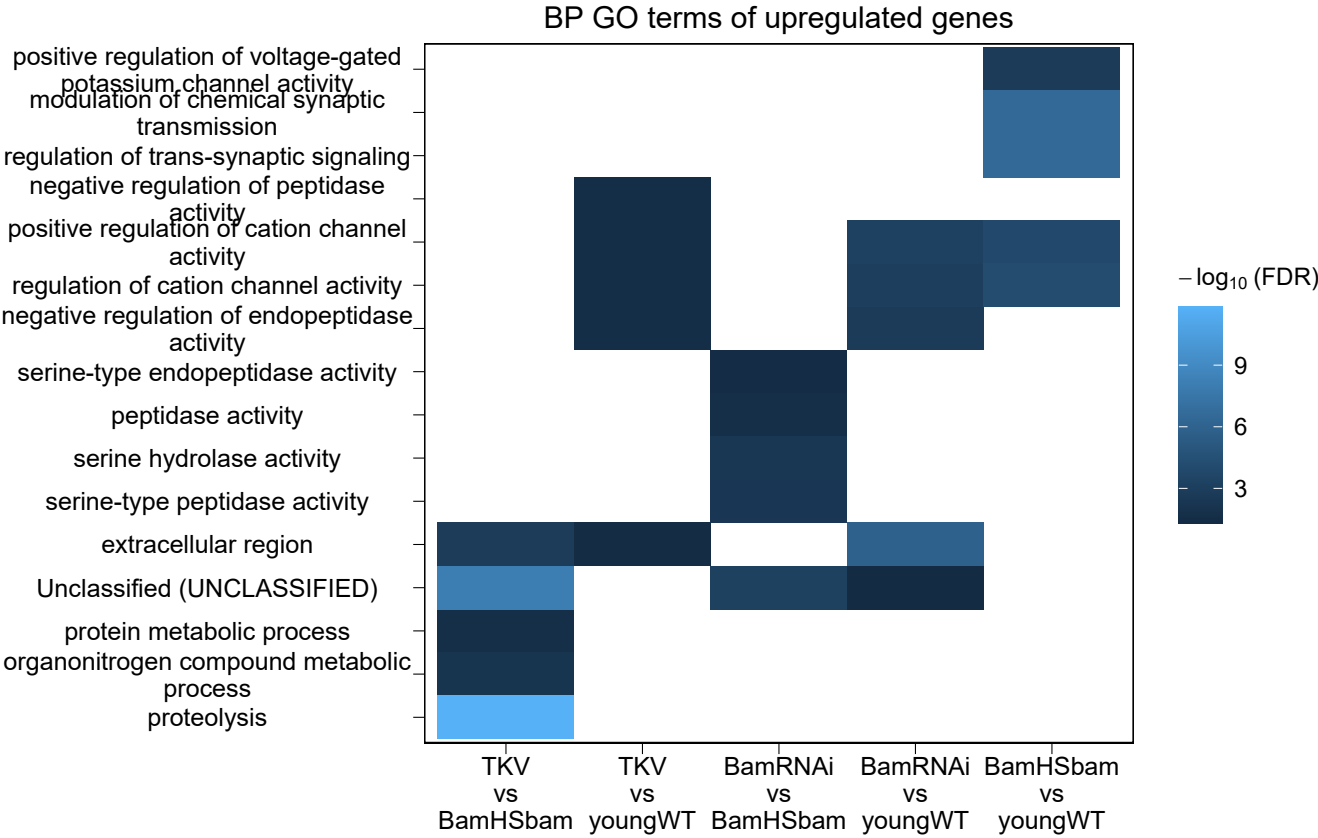 BP GO terms of upregulated genes
positive regulation of voltage-gated
potassium channel activity
modulation of chemical synaptic
transmission
regulation of trans-synaptic signaling
negative regulation of peptidase
activity
positive regulation of cation channel
activity
regulation of cation channel activity
negative regulation of endopeptidase
activity
serine-type endopeptidase activity
peptidase activity
serine hydrolase activity
serine-type peptidase activity
extracellular region
Unclassified (UNCLASSIFIED)
protein metabolic process
organonitrogen compound metabolic
process
proteolysis
TKV
vs
BamHSbam
TKV
vs
youngWT
BamRNAi
vs
BamHSbam
BamRNAi
vs
youngWT
BamHSbam
vs
youngWT
−log₁₀ (FDR)
9
6
3